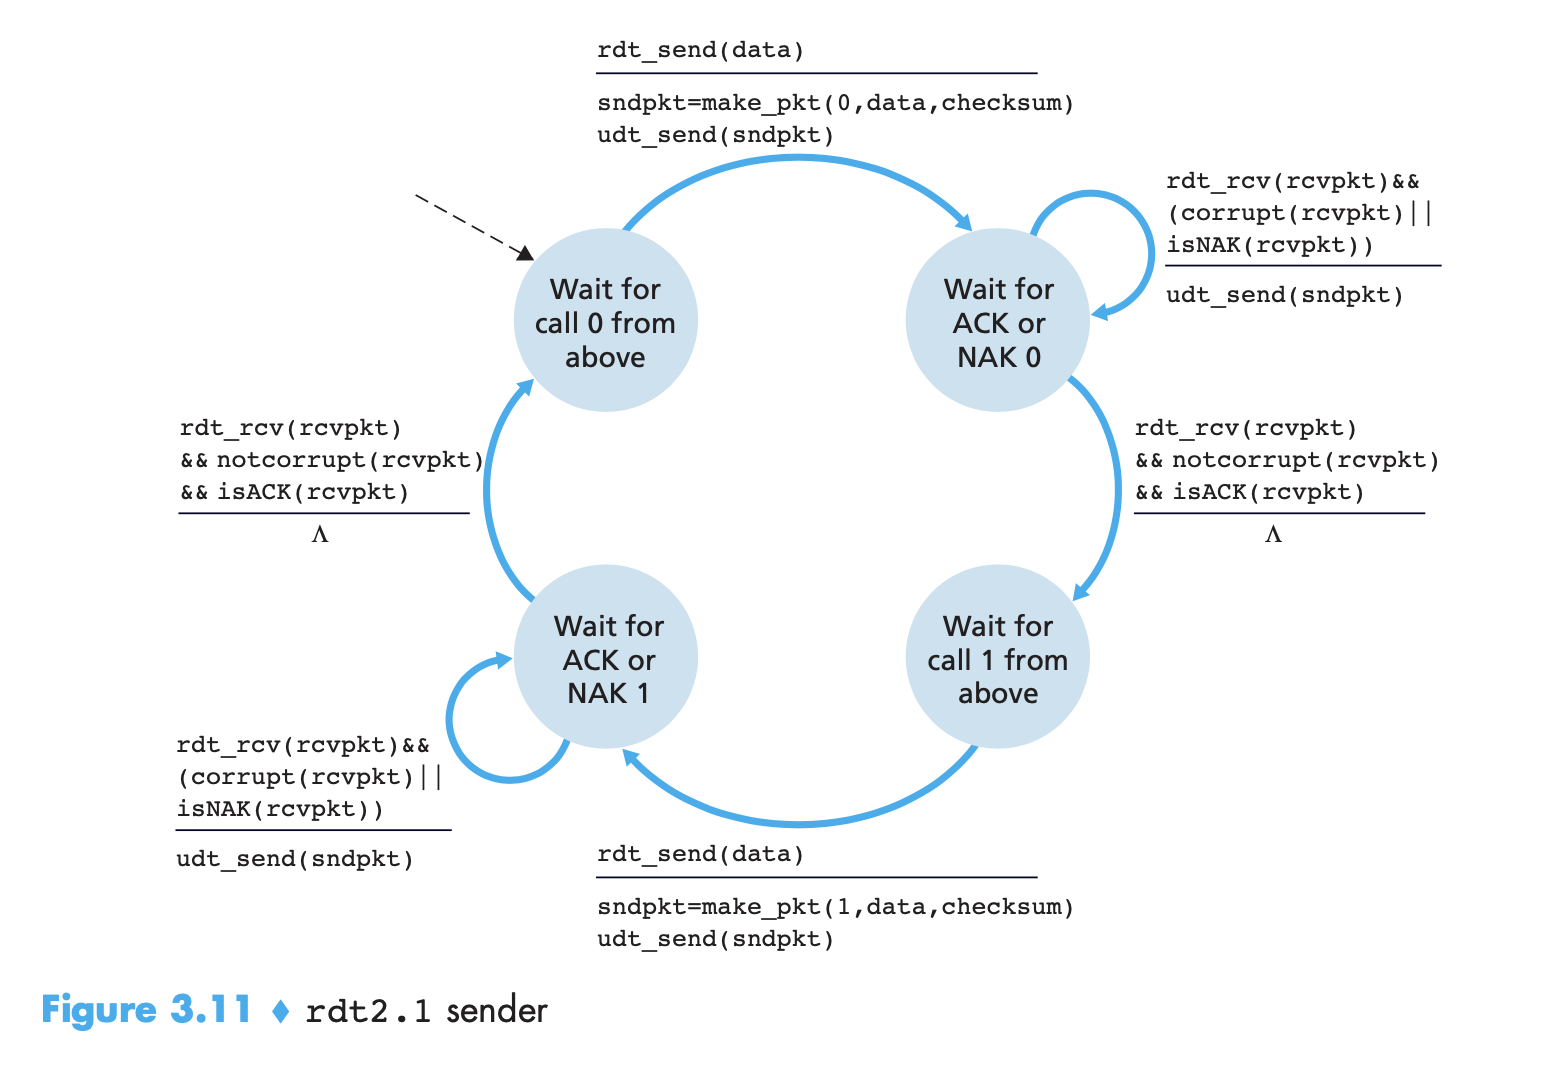 rdt_send(data)
sndpkt=make_pkt(0,data,checksum)
udt_send(sndpkt)
rdt_rcv(rcvpkt)&&
(corrupt(rcvpkt)||
isNAK(rcvpkt))
udt_send(sndpkt)
Wait for
call 0 from
above
Wait for
ACK or
NAK 0
rdt_rcv(rcvpkt)
&& notcorrupt(rcvpkt)
&& isACK(rcvpkt)
Λ
rdt_rcv(rcvpkt)
&& notcorrupt(rcvpkt)
&& isACK(rcvpkt)
Λ
Wait for
ACK or
NAK 1
Wait for
call 1 from
above
rdt_rcv(rcvpkt)&&
(corrupt(rcvpkt)||
isNAK(rcvpkt))
udt_send(sndpkt)
rdt_send(data)
sndpkt=make_pkt(1,data,checksum)
udt_send(sndpkt)
Figure 3.11 ♦ rdt2.1 sender